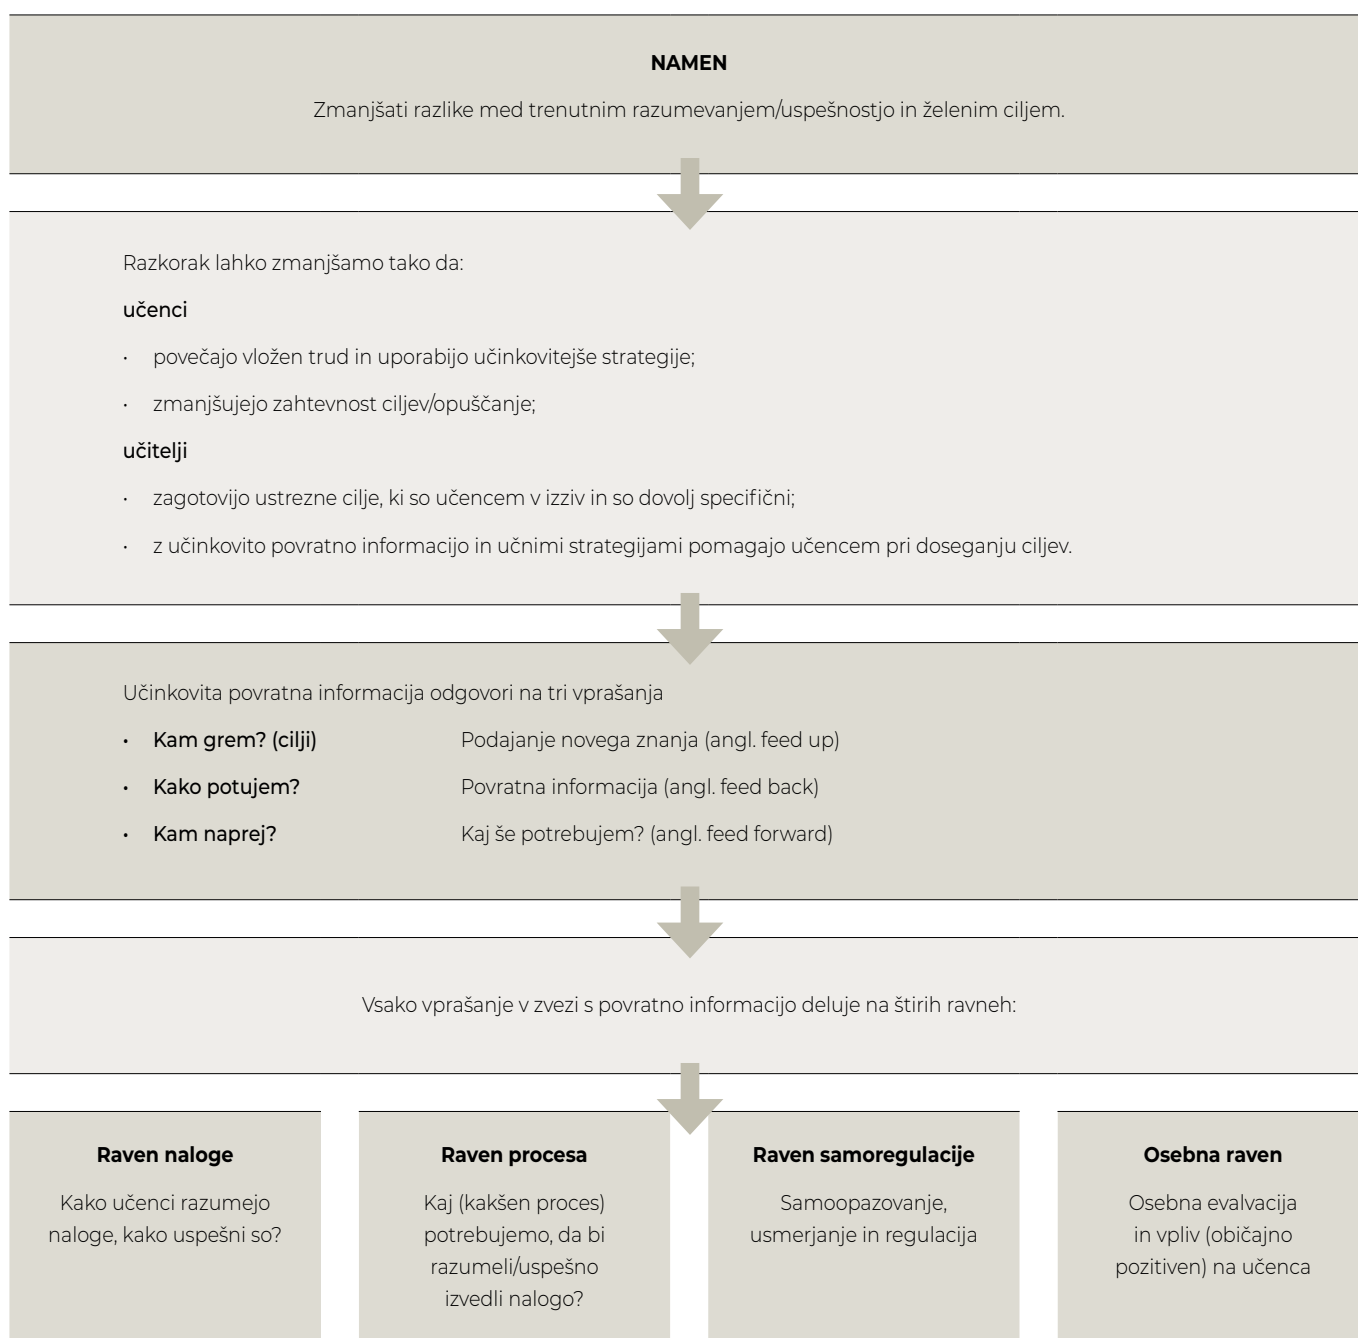 NAMEN
Zmanjšati razlike med trenutnim razumevanjem/uspešnostjo in želenim ciljem.
Razkorak lahko zmanjšamo tako da:
učenci
• povečajo vložen trud in uporabijo učinkovitejše strategije;
• zmanjšujejo zahtevnost ciljev/opuščanje;
učitelji
• zagotovijo ustrezne cilje, ki so učencem v izziv in so dovolj specifični;
• z učinkovito povratno informacijo in učnimi strategijami pomagajo učencem pri doseganju ciljev.
Učinkovita povratna informacija odgovori na tri vprašanja
• Kam grem? (cilji) Podajanje novega znanja (angl. feed up)
• Kako potujem? Povratna informacija (angl. feed back)
• Kam naprej? Kaj še potrebujem? (angl. feed forward)
Vsako vprašanje v zvezi s povratno informacijo deluje na štirih ravneh:
Raven naloge
Kako učenci razumejo
naloge, kako uspešni so?
Raven procesa
Kaj (kakšen proces)
potrebujemo, da bi
razumeli/uspešno
izvedli nalogo?
Raven samoregulacije
Samoopazovanje,
usmerjanje in regulacija
Osebna raven
Osebna evalvacija
in vpliv (običajno
pozitiven) na učenca